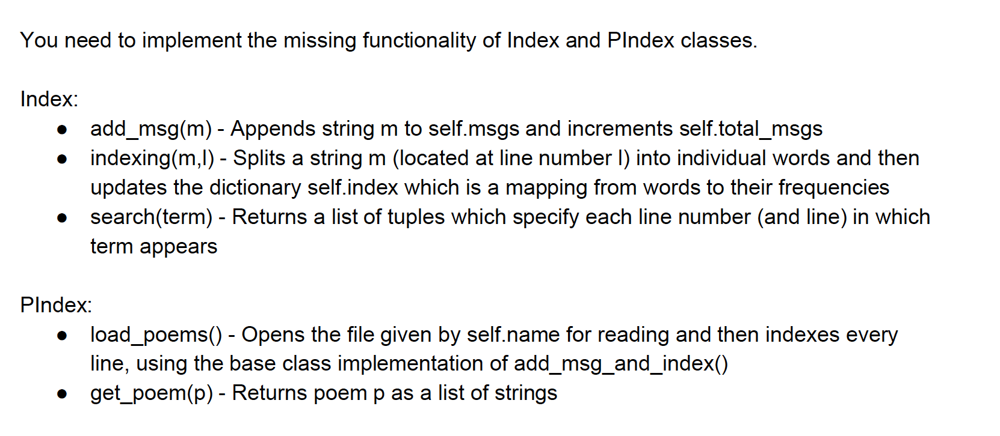 You need to implement the missing functionality of Index and PIndex classes.
Index:
● add_msg(m) - Appends string m to self.msgs and increments self.total_msgs
● indexing(m,l) - Splits a string m (located at line number l) into individual words and then
updates the dictionary self.index which is a mapping from words to their frequencies
● search(term) - Returns a list of tuples which specify each line number (and line) in which
term appears
PIndex:
● load_poems() - Opens the file given by self.name for reading and then indexes every
line, using the base class implementation of add_msg_and_index()
● get_poem(p) - Returns poem p as a list of strings